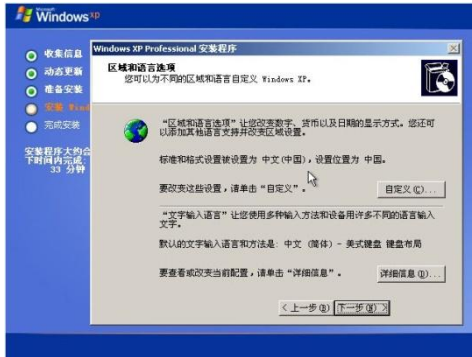 Microsoft
Windows xp
收集信息
动态更新
准备安装
安装
完成安装
安装程序大约会
下时间内完成:
33 分钟
Windows XP Professional 安装程序
区域和语言选项
您可以为不同的区域和语言自定义 Windows XP。
“区域和语言选项”让您改变数字、货币以及日期的显示方式。您还可
以添加其他语言支持并改变区域设置。
标准和格式设置被设置为 中文(中国)，设置位置为 中国。
要改变这些设置，请单击“自定义”。
自定义(C)...
“文字输入语言”让您使用多种输入方法和设备用许多不同的语言输入
文字。
默认的文字输入语言和方法是: 中文 (简体) - 美式键盘 键盘布局
要查看或改变当前配置，请单击“详细信息”。
详细信息(D)...
< 上一步(B)
下一步(N) >